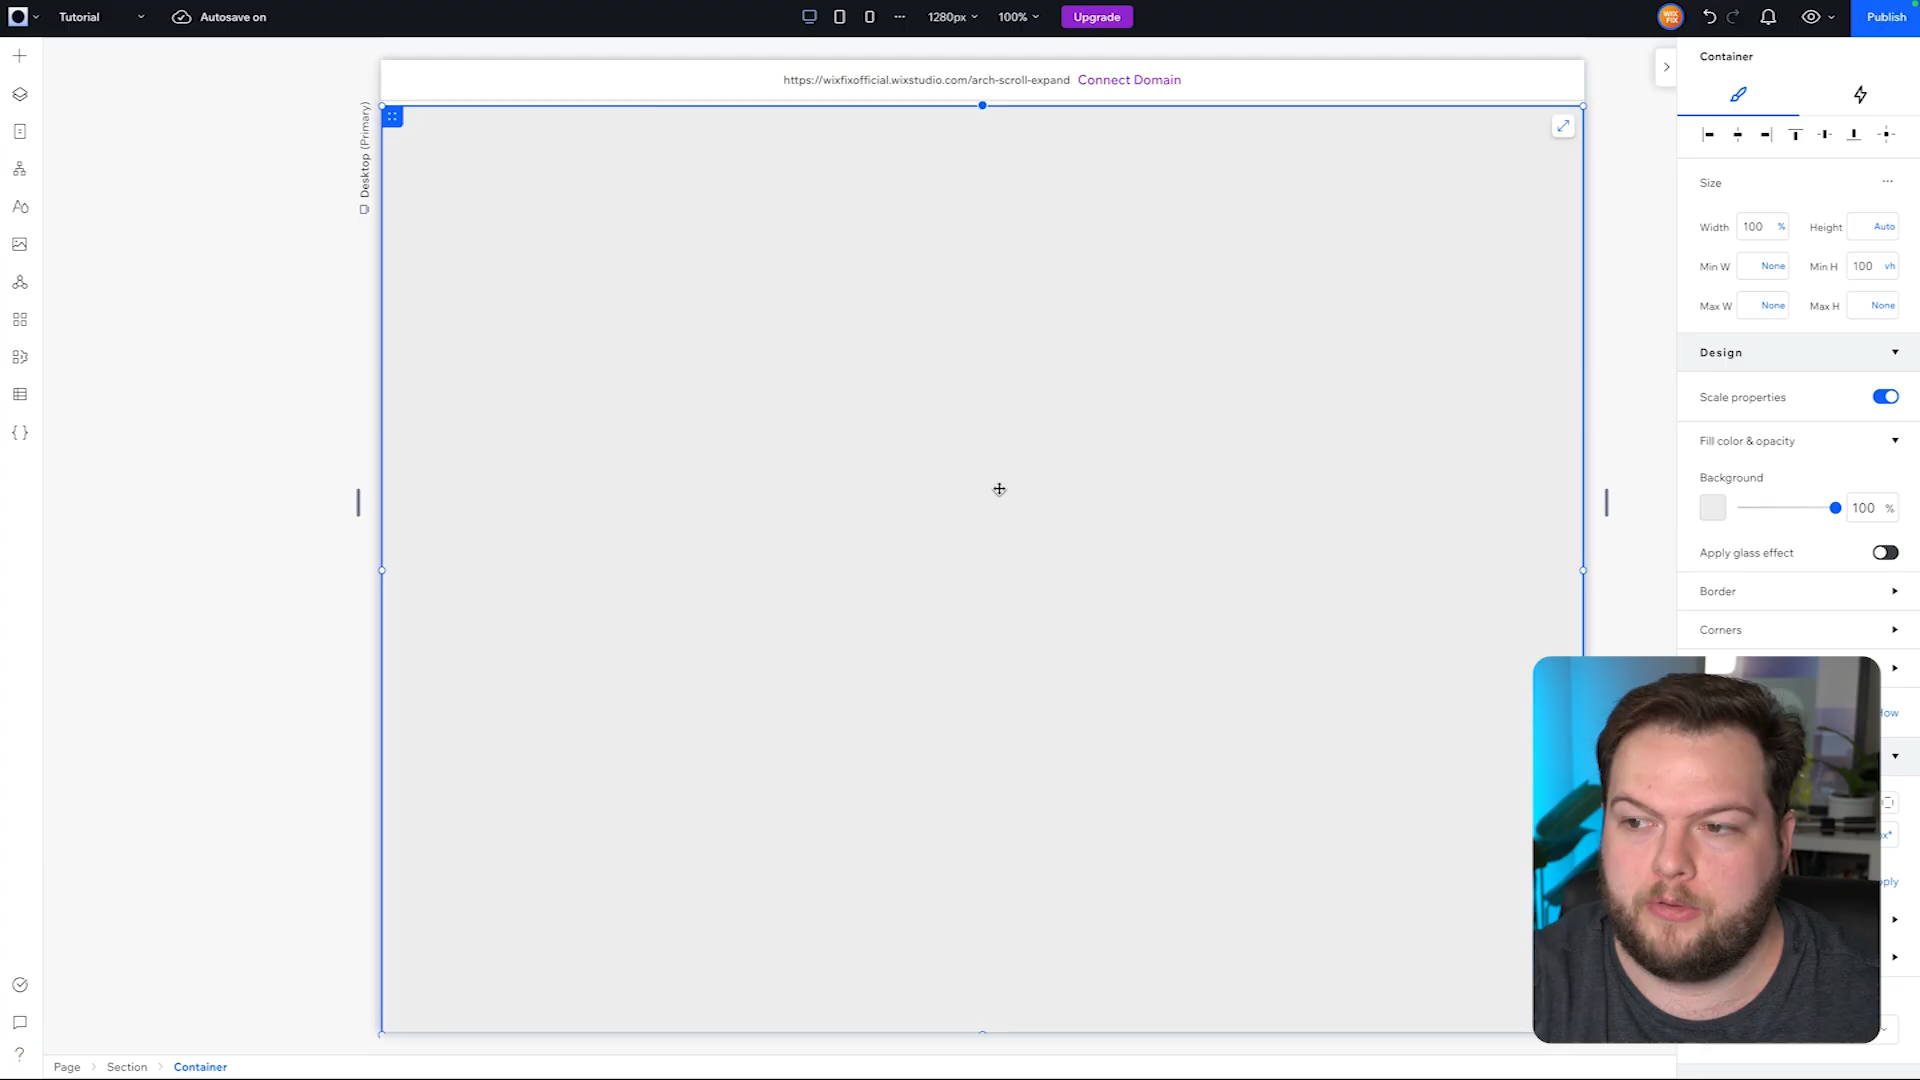 Tutorial
Autosave on
1280px
100%
Upgrade
WIX
FIX
Publish
https://wixfixofficial.wixstudio.com/arch-scroll-expand Connect Domain
Desktop (Primary)
Container
Size
Width 100 % Height Auto
Min W None Min H 100 vh
Max W None Max H None
Design
Scale properties
Fill color & opacity
Background
100 %
Apply glass effect
Border
Corners
Page Section Container